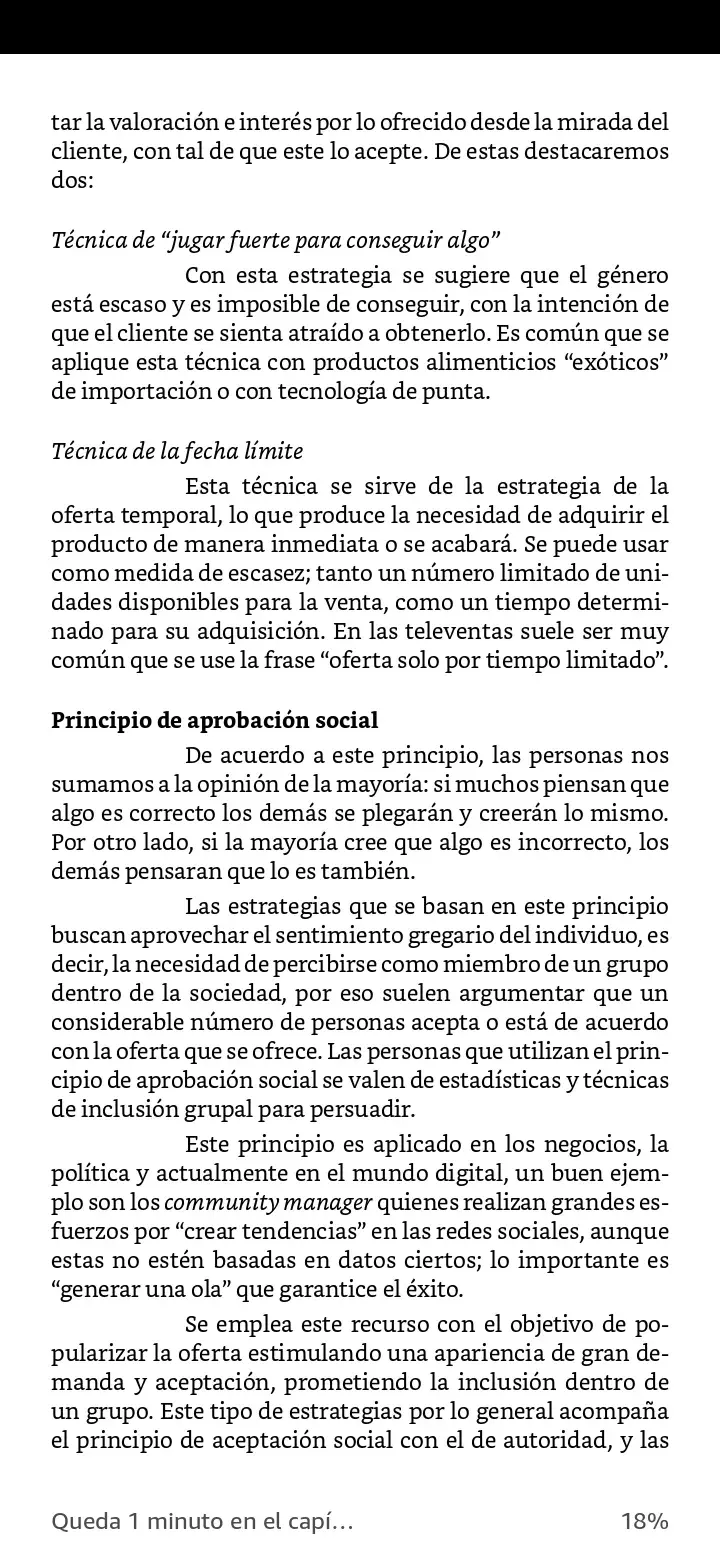 tar la valoración e interés por lo ofrecido desde la mirada del
cliente, con tal de que este lo acepte. De estas destacaremos
dos:
Técnica de “jugar fuerte para conseguir algo”
Con esta estrategia se sugiere que el género
está escaso y es imposible de conseguir, con la intención de
que el cliente se sienta atraído a obtenerlo. Es común que se
aplique esta técnica con productos alimenticios “exóticos”
de importación o con tecnología de punta.
Técnica de la fecha límite
Esta técnica se sirve de la estrategia de la
oferta temporal, lo que produce la necesidad de adquirir el
producto de manera inmediata o se acabará. Se puede usar
como medida de escasez; tanto un número limitado de uni-
dades disponibles para la venta, como un tiempo determi-
nado para su adquisición. En las televentas suele ser muy
común que se use la frase “oferta solo por tiempo limitado”.
Principio de aprobación social
De acuerdo a este principio, las personas nos
sumamos a la opinión de la mayoría: si muchos piensan que
algo es correcto los demás se plegarán y creerán lo mismo.
Por otro lado, si la mayoría cree que algo es incorrecto, los
demás pensaran que lo es también.
Las estrategias que se basan en este principio
buscan aprovechar el sentimiento gregario del individuo, es
decir, la necesidad de percibirse como miembro de un grupo
dentro de la sociedad, por eso suelen argumentar que un
considerable número de personas acepta o está de acuerdo
con la oferta que se ofrece. Las personas que utilizan el prin-
cipio de aprobación social se valen de estadísticas y técnicas
de inclusión grupal para persuadir.
Este principio es aplicado en los negocios, la
política y actualmente en el mundo digital, un buen ejem-
plo son los community manager quienes realizan grandes es-
fuerzos por “crear tendencias” en las redes sociales, aunque
estas no estén basadas en datos ciertos; lo importante es
“generar una ola” que garantice el éxito.
Se emplea este recurso con el objetivo de po-
pularizar la oferta estimulando una apariencia de gran de-
manda y aceptación, prometiendo la inclusión dentro de
un grupo. Este tipo de estrategias por lo general acompaña
el principio de aceptación social con el de autoridad, y las
Queda 1 minuto en el capí… 18%